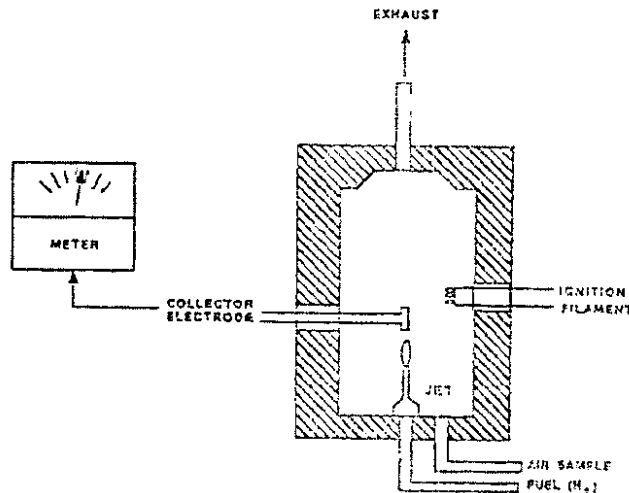 EXHAUST
METER
COLLECTOR
ELECTRODE
IGNITION
FILAMENT
JET
AIR SAMPLE
FUEL (H₂)